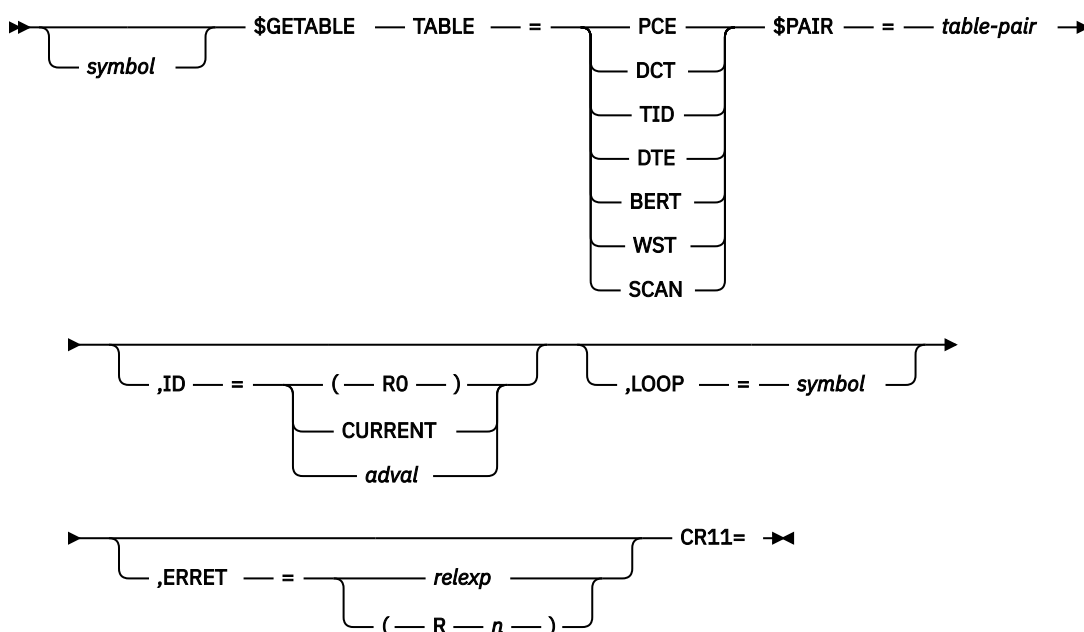 $GETABLE TABLE = PCE $PAIR = table-pair
symbol
DCT
TID
DTE
BERT
WST
SCAN
,ID = ( R0 ) ,LOOP = symbol
CURRENT
adval
CR11=
,ERRET = relexp
( R n )